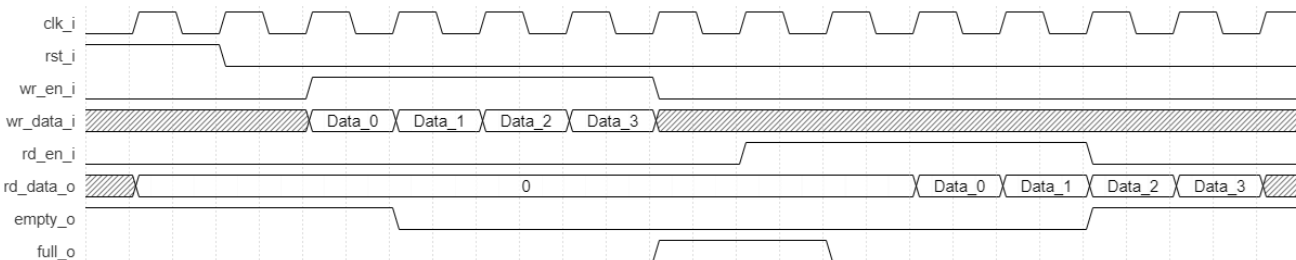 clk_i
rst_i
wr_en_i
wr_data_i Data_0 Data_1 Data_2 Data_3
rd_en_i
rd_data_o 0 Data_0 Data_1 Data_2 Data_3
empty_o
full_o